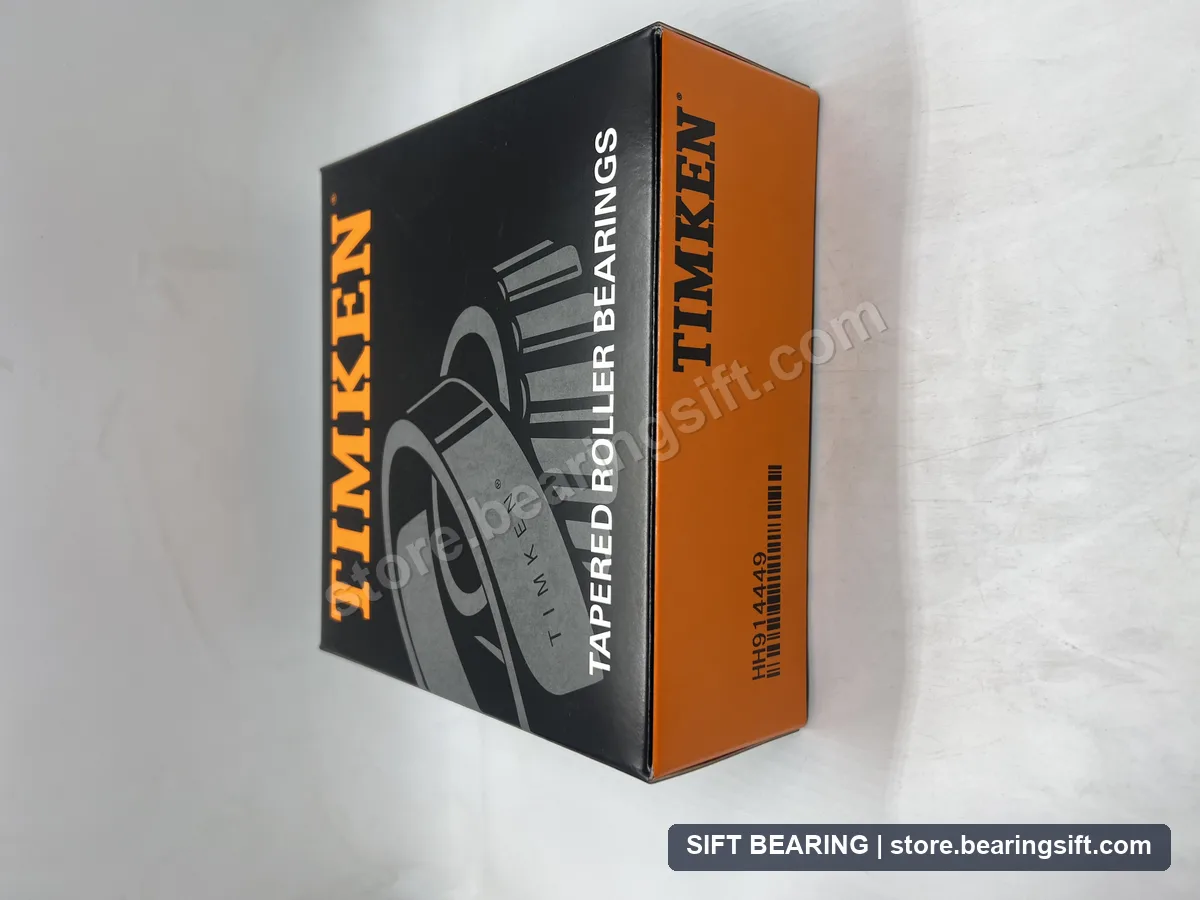 TIMKEN®
TAPERED ROLLER BEARINGS
TIMKEN®
TIMKEN®
HH914449
store.bearingsift.com
SIFT BEARING | store.bearingsift.com